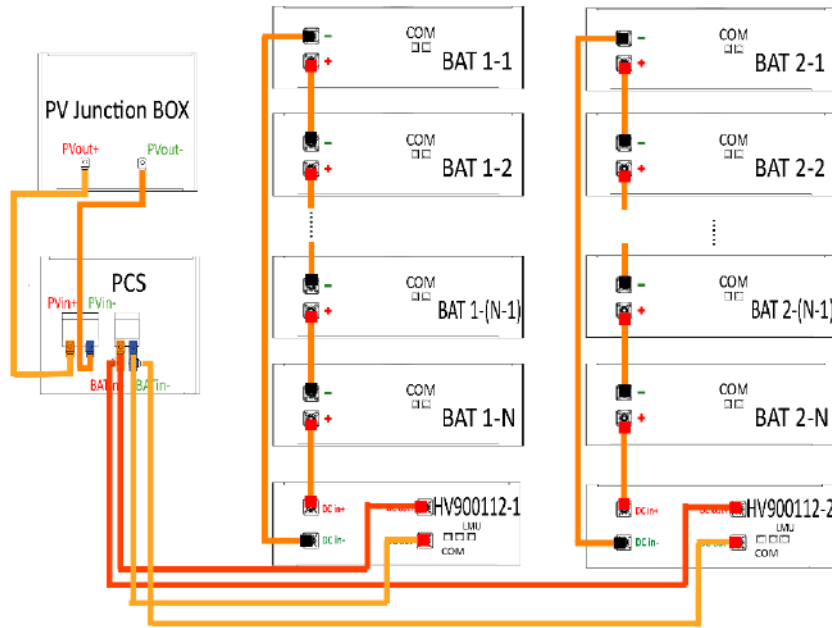 PV Junction BOX
PVout+ PVout-
PCS
PVin+ PVin-
BATin+ BATin-
COM
BAT 1-1
-
+
COM
BAT 1-2
-
+
COM
BAT 1-(N-1)
-
+
COM
BAT 1-N
-
+
HV900112-1
DC in+
DC in-
LMU
COM
COM
BAT 2-1
-
+
COM
BAT 2-2
-
+
COM
BAT 2-(N-1)
-
+
COM
BAT 2-N
-
+
HV900112-2
DC in+
DC in-
LMU
COM